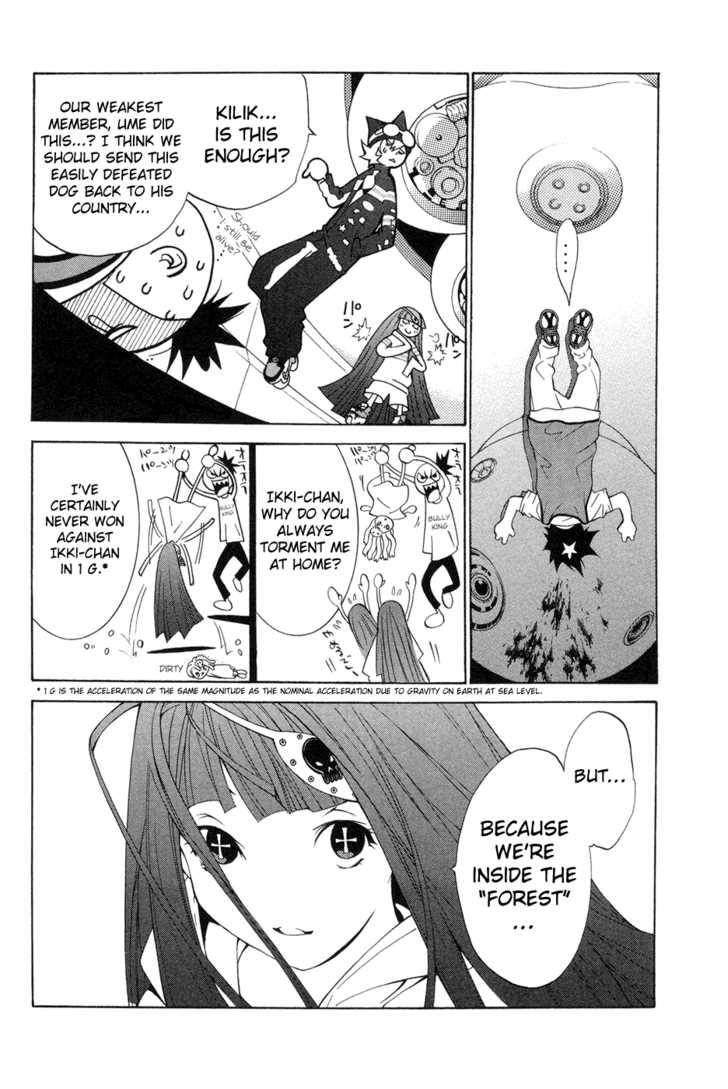 ....
KILIK...
IS THIS
ENOUGH?
OUR WEAKEST
MEMBER, UME DID
THIS...? I THINK WE
SHOULD SEND THIS
EASILY DEFEATED
DOG BACK TO HIS
COUNTRY...
Should
I still be
alive?
IKKI-CHAN,
WHY DO YOU
ALWAYS
TORMENT ME
AT HOME?
BULLY
KING
I'VE
CERTAINLY
NEVER WON
AGAINST
IKKI-CHAN
IN 1 G.*
BULLY
KING
DIRTY
* 1 G IS THE ACCELERATION OF THE SAME MAGNITUDE AS THE NOMINAL ACCELERATION DUE TO GRAVITY ON EARTH AT SEA LEVEL.
BUT...
BECAUSE
WE'RE
INSIDE THE
"FOREST"
...